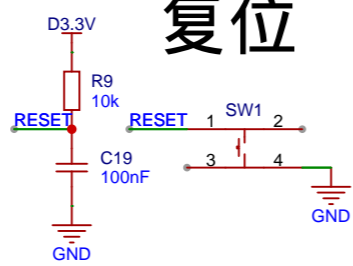 复位
D3.3V
R9
10k
RESET
C19
100nF
GND
RESET
SW1
1
2
3
4
GND